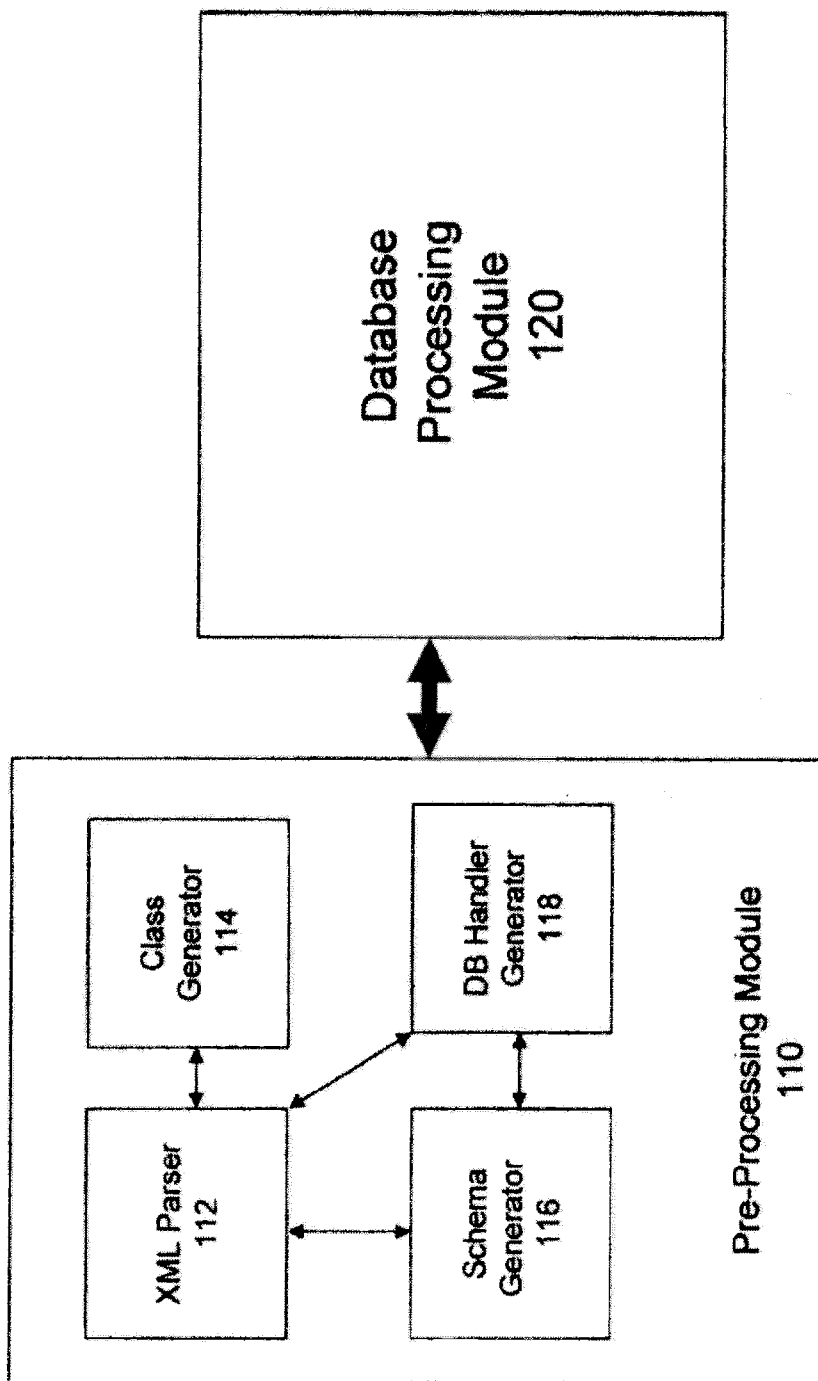 XML Parser
112
Class
Generator
114
Schema
Generator
116
DB Handler
Generator
118
Pre-Processing Module
110
Database
Processing
Module
120